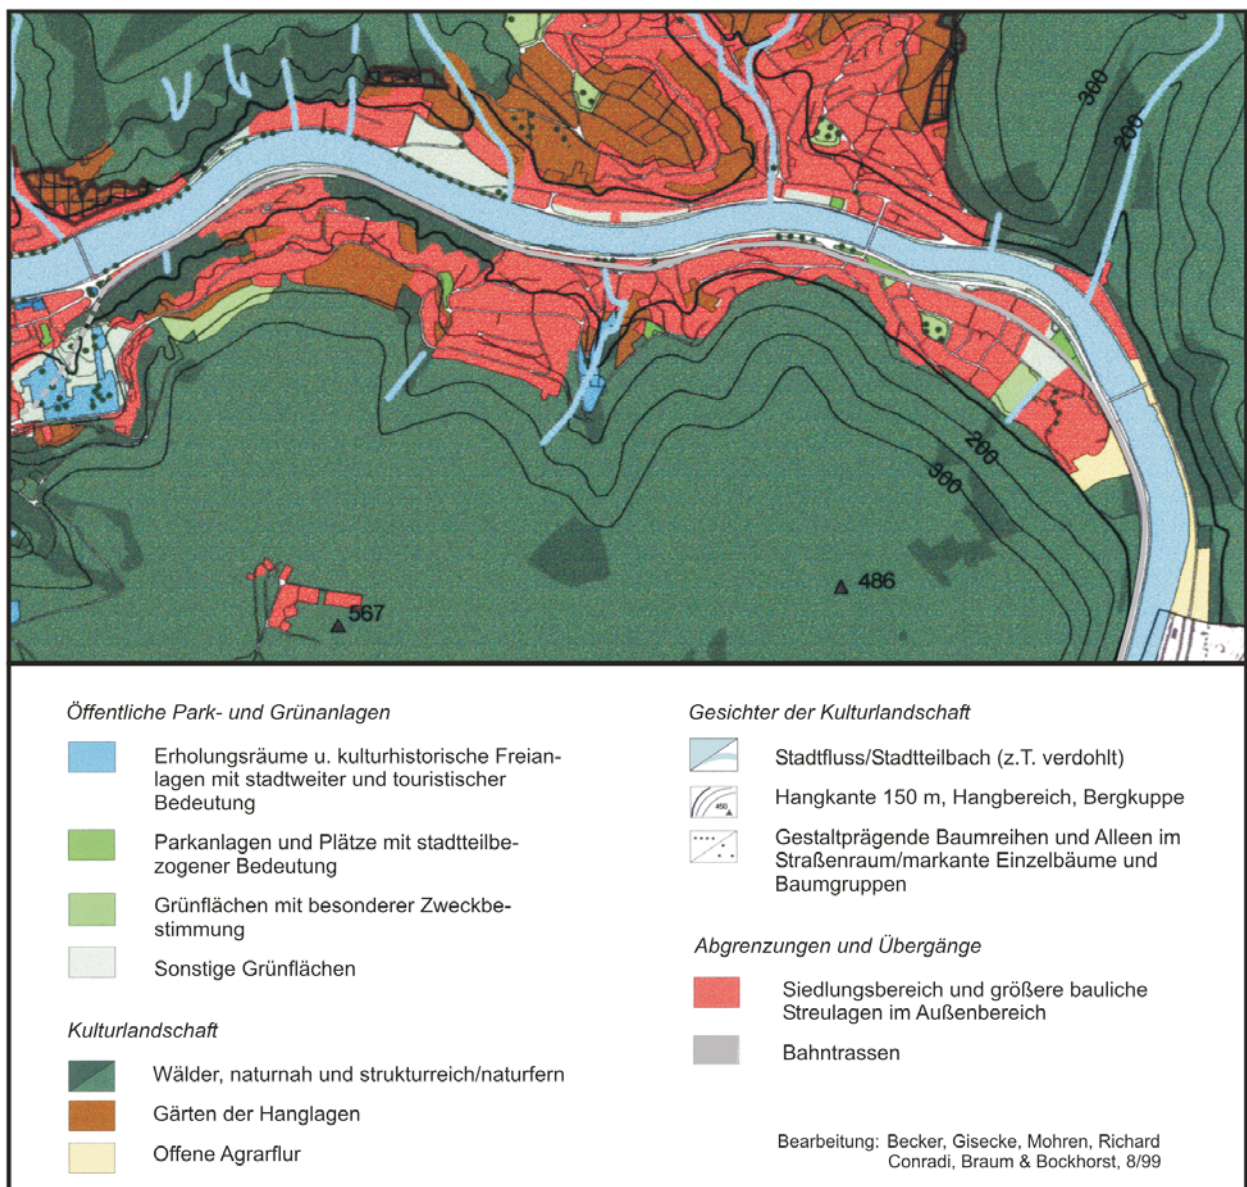 300
200
200
300
486
567
Öffentliche Park- und Grünanlagen
Erholungsräume u. kulturhistorische Freian-
lagen mit stadtweiter und touristischer
Bedeutung
Parkanlagen und Plätze mit stadtteilbe-
zogener Bedeutung
Grünflächen mit besonderer Zweckbe-
stimmung
Sonstige Grünflächen
Kulturlandschaft
Wälder, naturnah und strukturreich/naturfern
Gärten der Hanglagen
Offene Agrarflur
Gesichter der Kulturlandschaft
Stadtfluss/Stadtteilbach (z.T. verdohlt)
450
Hangkante 150 m, Hangbereich, Bergkuppe
Gestaltprägende Baumreihen und Alleen im
Straßenraum/markante Einzelbäume und
Baumgruppen
Abgrenzungen und Übergänge
Siedlungsbereich und größere bauliche
Streulagen im Außenbereich
Bahntrassen
Bearbeitung: Becker, Gisecke, Mohren, Richard
Conradi, Braum & Bockhorst, 8/99